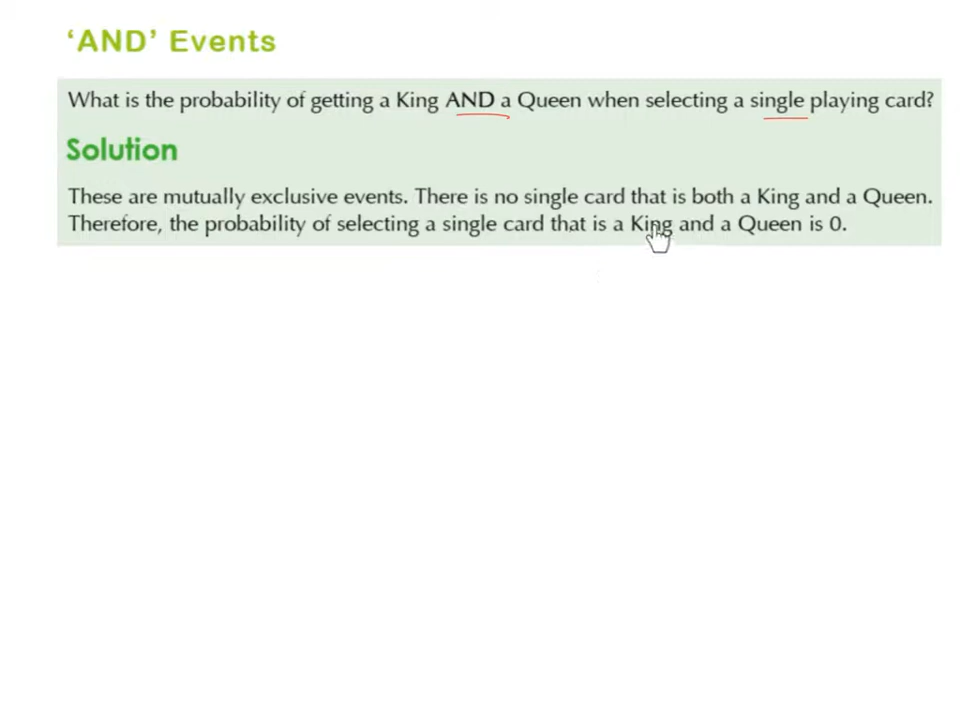 ‘AND’ Events
What is the probability of getting a King AND a Queen when selecting a single playing card?
Solution
These are mutually exclusive events. There is no single card that is both a King and a Queen.
Therefore, the probability of selecting a single card that is a King and a Queen is 0.